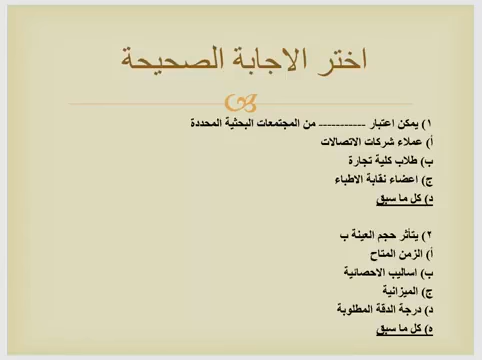 اختر الاجابة الصحيحة
١) يمكن اعتبار ----------- من المجتمعات البحثية المحددة
أ) عملاء شركات الاتصالات
ب) طلاب كلية تجارة
ج) اعضاء نقابة الاطباء
د) كل ما سبق
٢) يتأثر حجم العينة ب
أ) الزمن المتاح
ب) اساليب الاحصائية
ج) الميزانية
د) درجة الدقة المطلوبة
ه) كل ما سبق